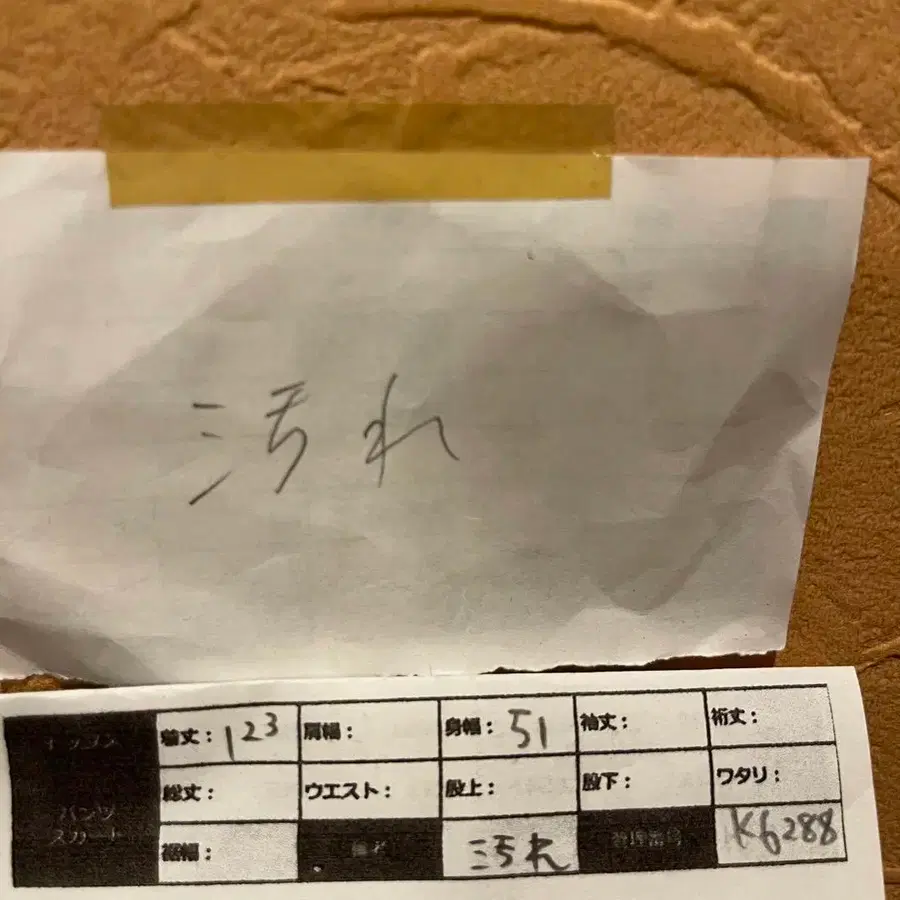 汚れ
トップス 着丈：123 肩幅： 身幅：51 袖丈： 裄丈：
パンツ 総丈： ウエスト： 股上： 股下： ワタリ：
スカート 裾幅： 備考 汚れ 管理番号 K6288